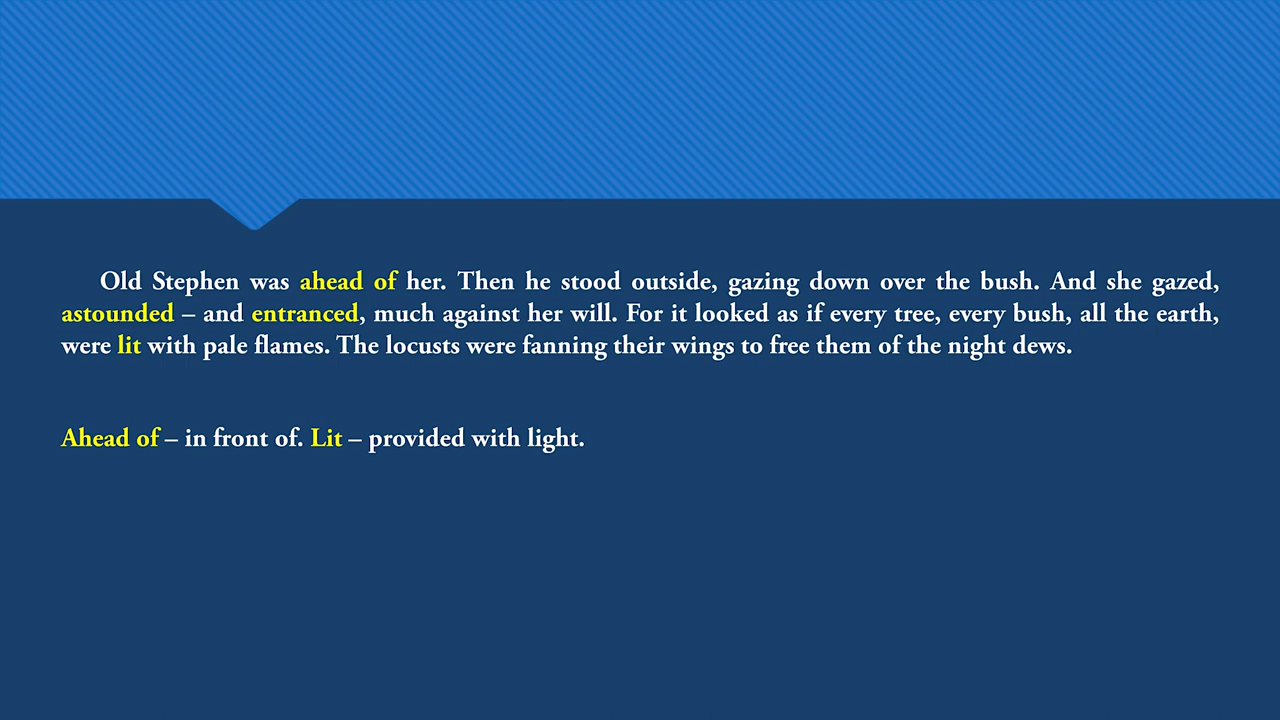 Old Stephen was ahead of her. Then he stood outside, gazing down over the bush. And she gazed,
astounded – and entranced, much against her will. For it looked as if every tree, every bush, all the earth,
were lit with pale flames. The locusts were fanning their wings to free them of the night dews.
Ahead of – in front of. Lit – provided with light.